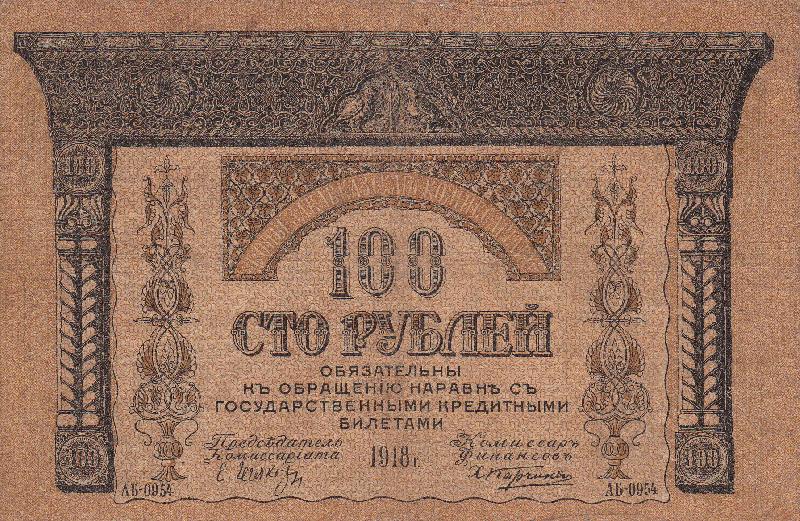 100
100
100
СТО РУБЛЕЙ
ОБЯЗАТЕЛЬНЫ
КЪ ОБРАЩЕНІЮ НАРАВНѢ СЪ
ГОСУДАРСТВЕННЫМИ КРЕДИТНЫМИ
БИЛЕТАМИ
Предсѣдатель
Комиссаріата
1918 г.
Комиссаръ
Финансовъ
100
100
АБ-0954
АБ-0954